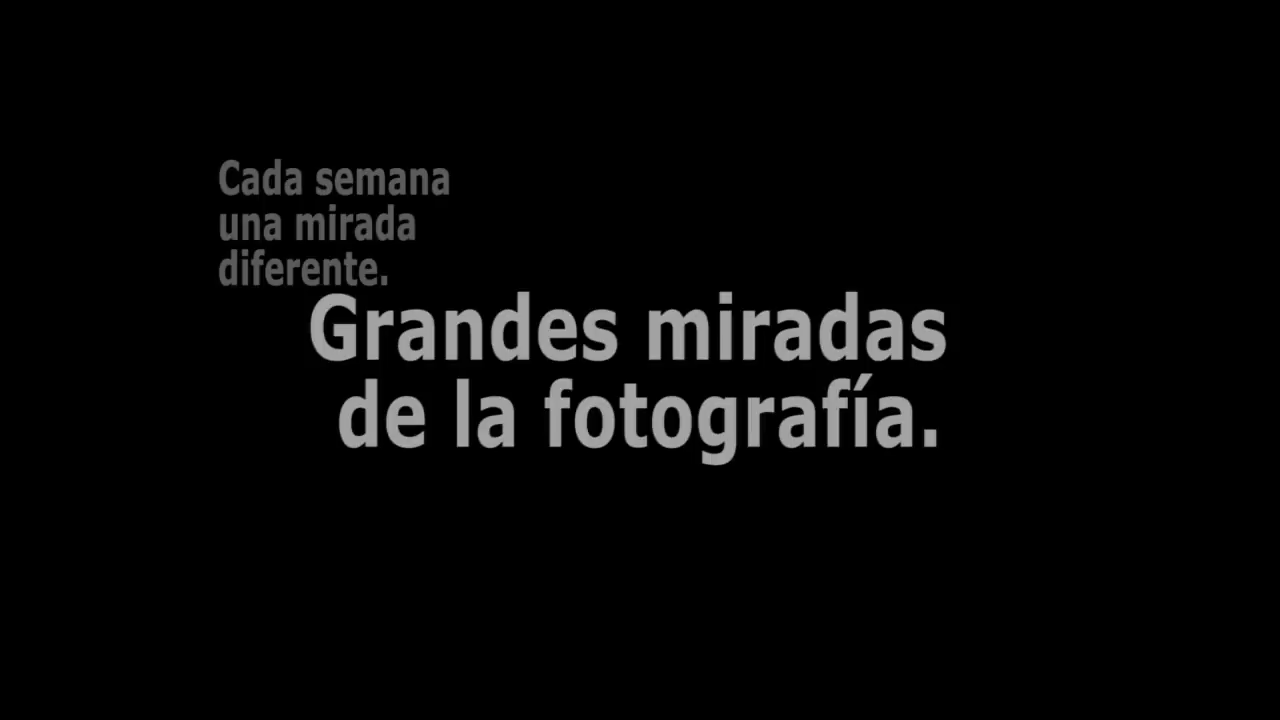 Cada semana
una mirada
diferente.
Grandes miradas
de la fotografía.